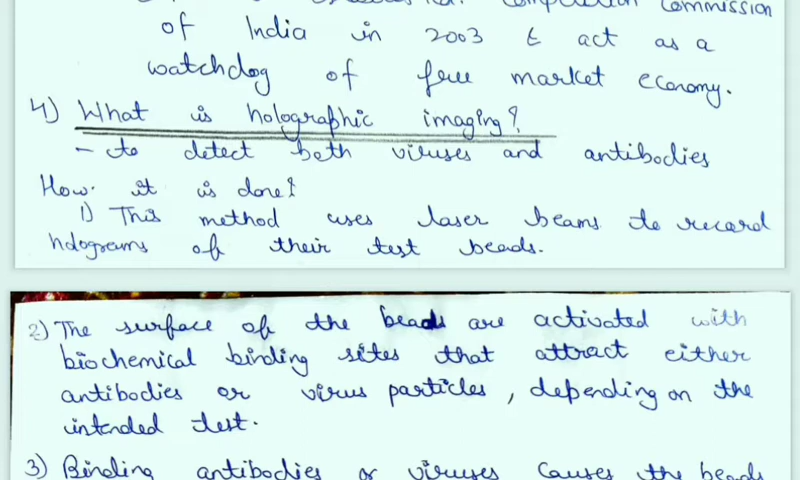 Competition Commission
of India in 2003 to act as a
watchdog of free market economy.
4) What is holographic imaging?
- to detect both viruses and antibodies
How it is done?
1) This method uses laser beams to record
holograms of their test beads.
2) The surface of the beads are activated with
biochemical binding sites that attract either
antibodies or virus particles, depending on the
intended test.
3) Binding antibodies or viruses causes the beads